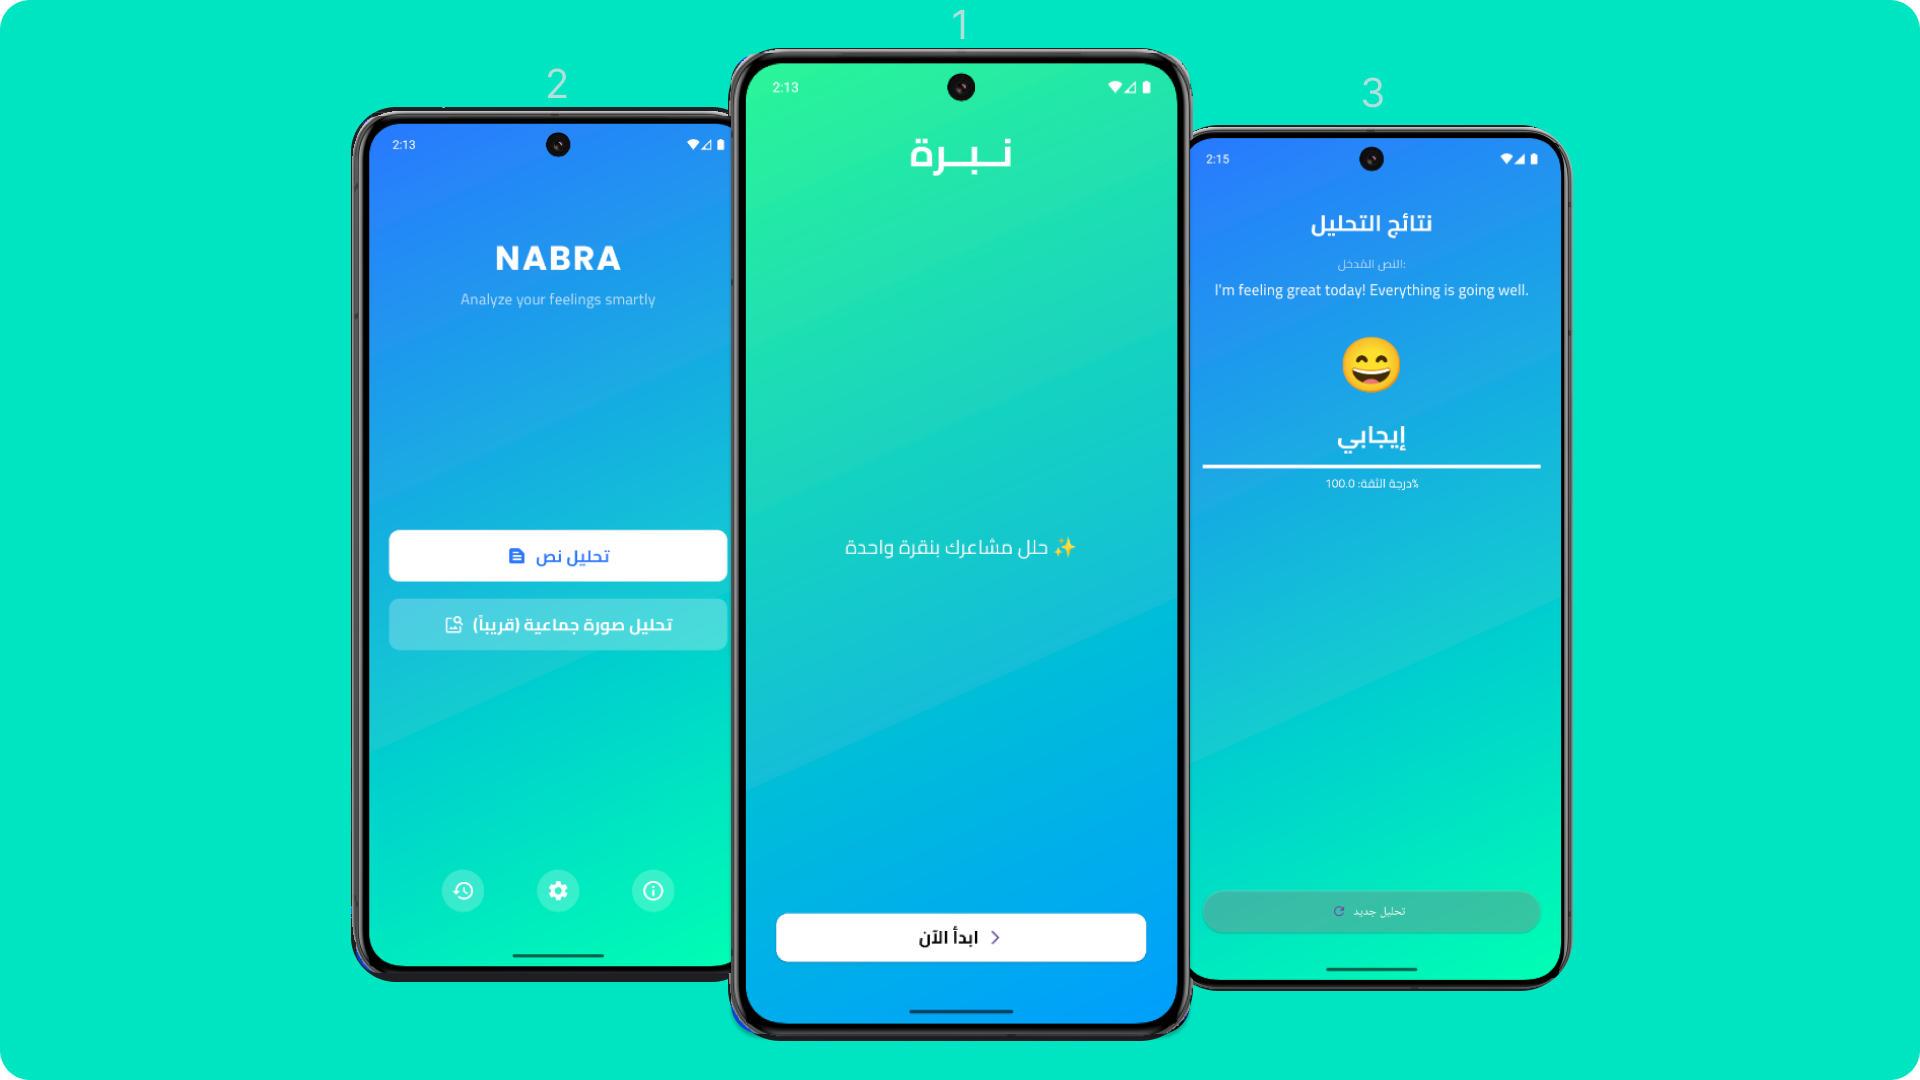 1
2:13
نـبـرة
✨ حلل مشاعرك بنقرة واحدة
ابدأ الآن
2
2:13
NABRA
Analyze your feelings smartly
تحليل نص
تحليل صورة جماعية (قريباً)
3
2:15
نتائج التحليل
النص المُدخل:
I'm feeling great today! Everything is going well.
إيجابي
درجة الثقة: 100.0%
تحليل جديد